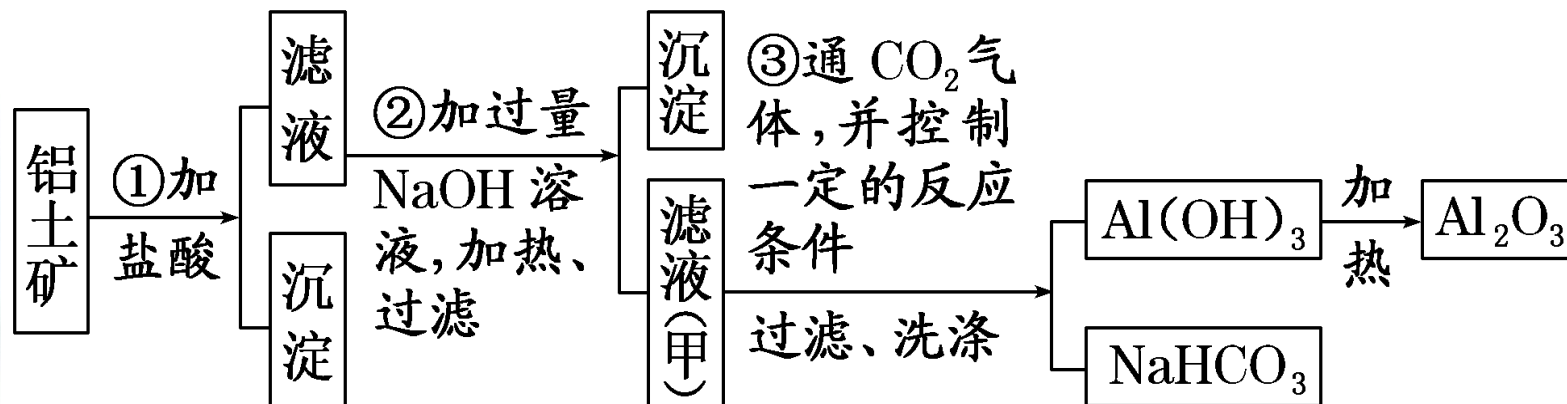 铝土矿
①加
盐酸
滤液
沉淀
②加过量
NaOH 溶
液,加热、
过滤
沉淀
滤液(甲)
③通 CO₂气
体,并控制
一定的反应
条件
过滤、洗涤
Al(OH)₃
NaHCO₃
加
热
Al₂O₃